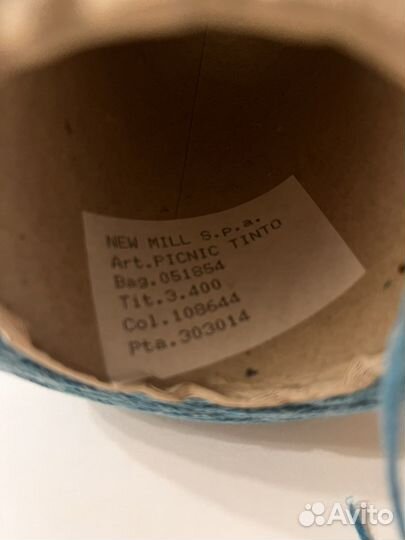 NEW MILL S.p.a.
Art.PICNIC TINTO
Bag.051854
Tit.3.400
Col.108644
Pta.303014
Avito